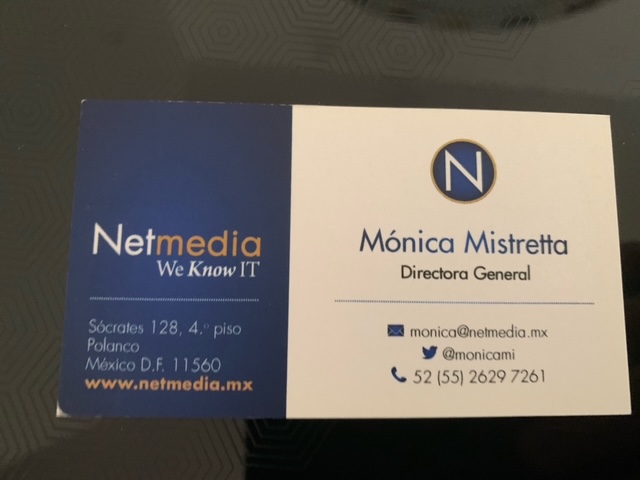 Netmedia
We Know IT
Sócrates 128, 4.º piso
Polanco
México D.F. 11560
www.netmedia.mx
N
Mónica Mistretta
Directora General
monica@netmedia.mx
@monicami
52 (55) 2629 7261